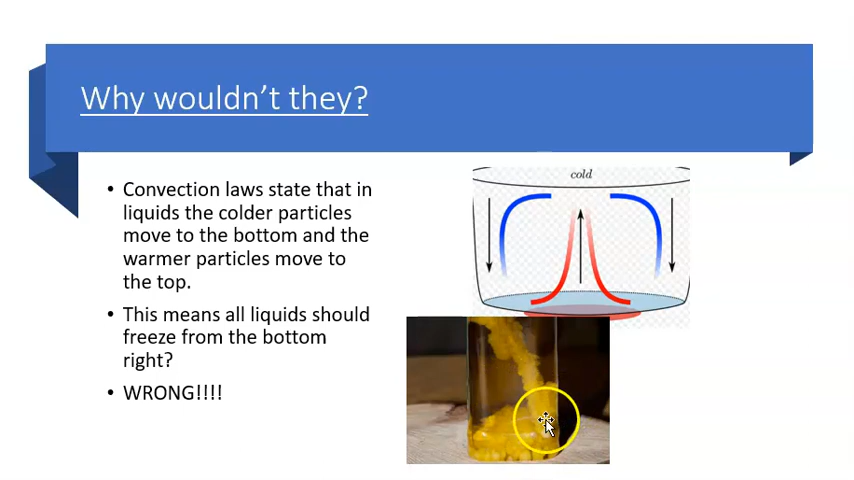 Why wouldn't they?
• Convection laws state that in
liquids the colder particles
move to the bottom and the
warmer particles move to
the top.
• This means all liquids should
freeze from the bottom
right?
• WRONG!!!!
cold